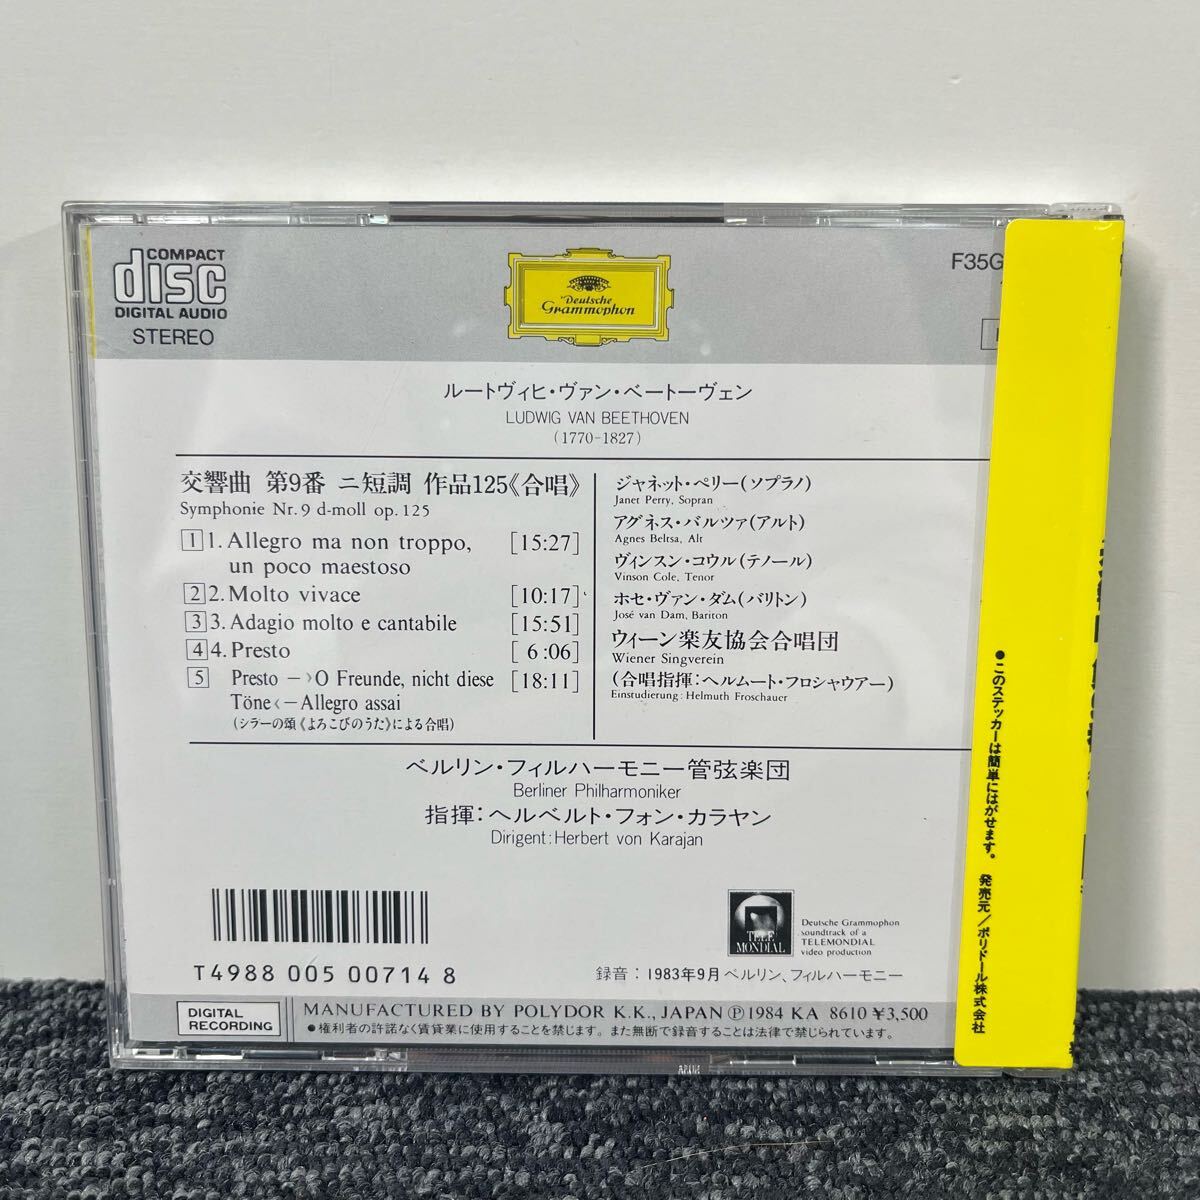 COMPACT
disc
DIGITAL AUDIO
STEREO
Deutsche
Grammophon
F35G
ルートヴィヒ・ヴァン・ベートーヴェン
LUDWIG VAN BEETHOVEN
(1770-1827)
交響曲 第9番 ニ短調 作品125《合唱》
Symphonie Nr.9 d-moll op.125
1 1. Allegro ma non troppo, [15:27]
un poco maestoso
2 2. Molto vivace [10:17]
3 3. Adagio molto e cantabile [15:51]
4 4. Presto [6:06]
5 Presto –〉O Freunde, nicht diese [18:11]
Töne〈–Allegro assai
(シラーの頌《よろこびのうた》による合唱)
ジャネット・ペリー(ソプラノ)
Janet Perry, Sopran
アグネス・バルツァ(アルト)
Agnes Beltsa, Alt
ヴィンスン・コウル(テノール)
Vinson Cole, Tenor
ホセ・ヴァン・ダム(バリトン)
José van Dam, Bariton
ウィーン楽友協会合唱団
Wiener Singverein
(合唱指揮:ヘルムート・フロシャウアー)
Einstudierung: Helmuth Froschauer
ベルリン・フィルハーモニー管弦楽団
Berliner Philharmoniker
指揮:ヘルベルト・フォン・カラヤン
Dirigent: Herbert von Karajan
T4988 005 00714 8
TELE
MONDIAL
Deutsche Grammophon
soundtrack of a
TELEMONDIAL
video production
録音:1983年9月 ベルリン、フィルハーモニー
DIGITAL
RECORDING
MANUFACTURED BY POLYDOR K.K., JAPAN Ⓟ1984 KA 8610 ¥3,500
●権利者の許諾なく賃貸業に使用することを禁じます。また無断で録音することは法律で禁じられています。
●このステッカーは簡単にはがせます。 発売元/ポリドール株式会社